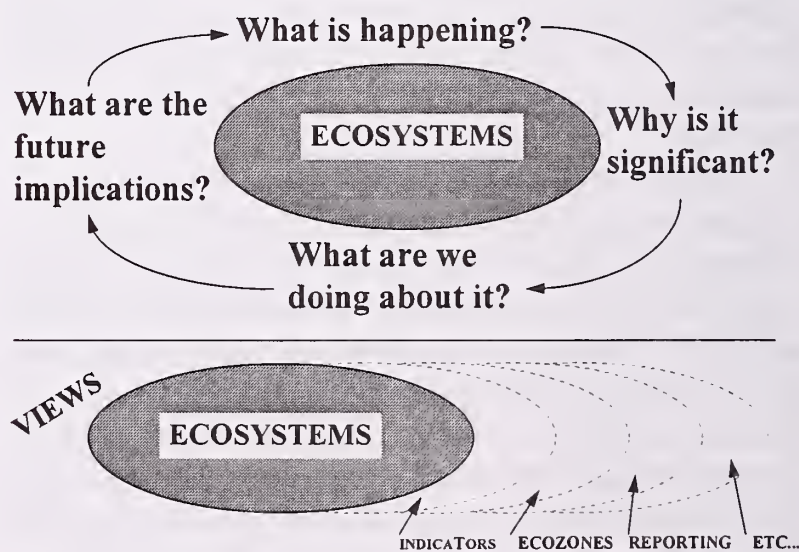 What is happening?
What are the
future
implications?
ECOSYSTEMS
Why is it
significant?
What are we
doing about it?
VIEWS
ECOSYSTEMS
INDICATORS ECOZONES REPORTING ETC...